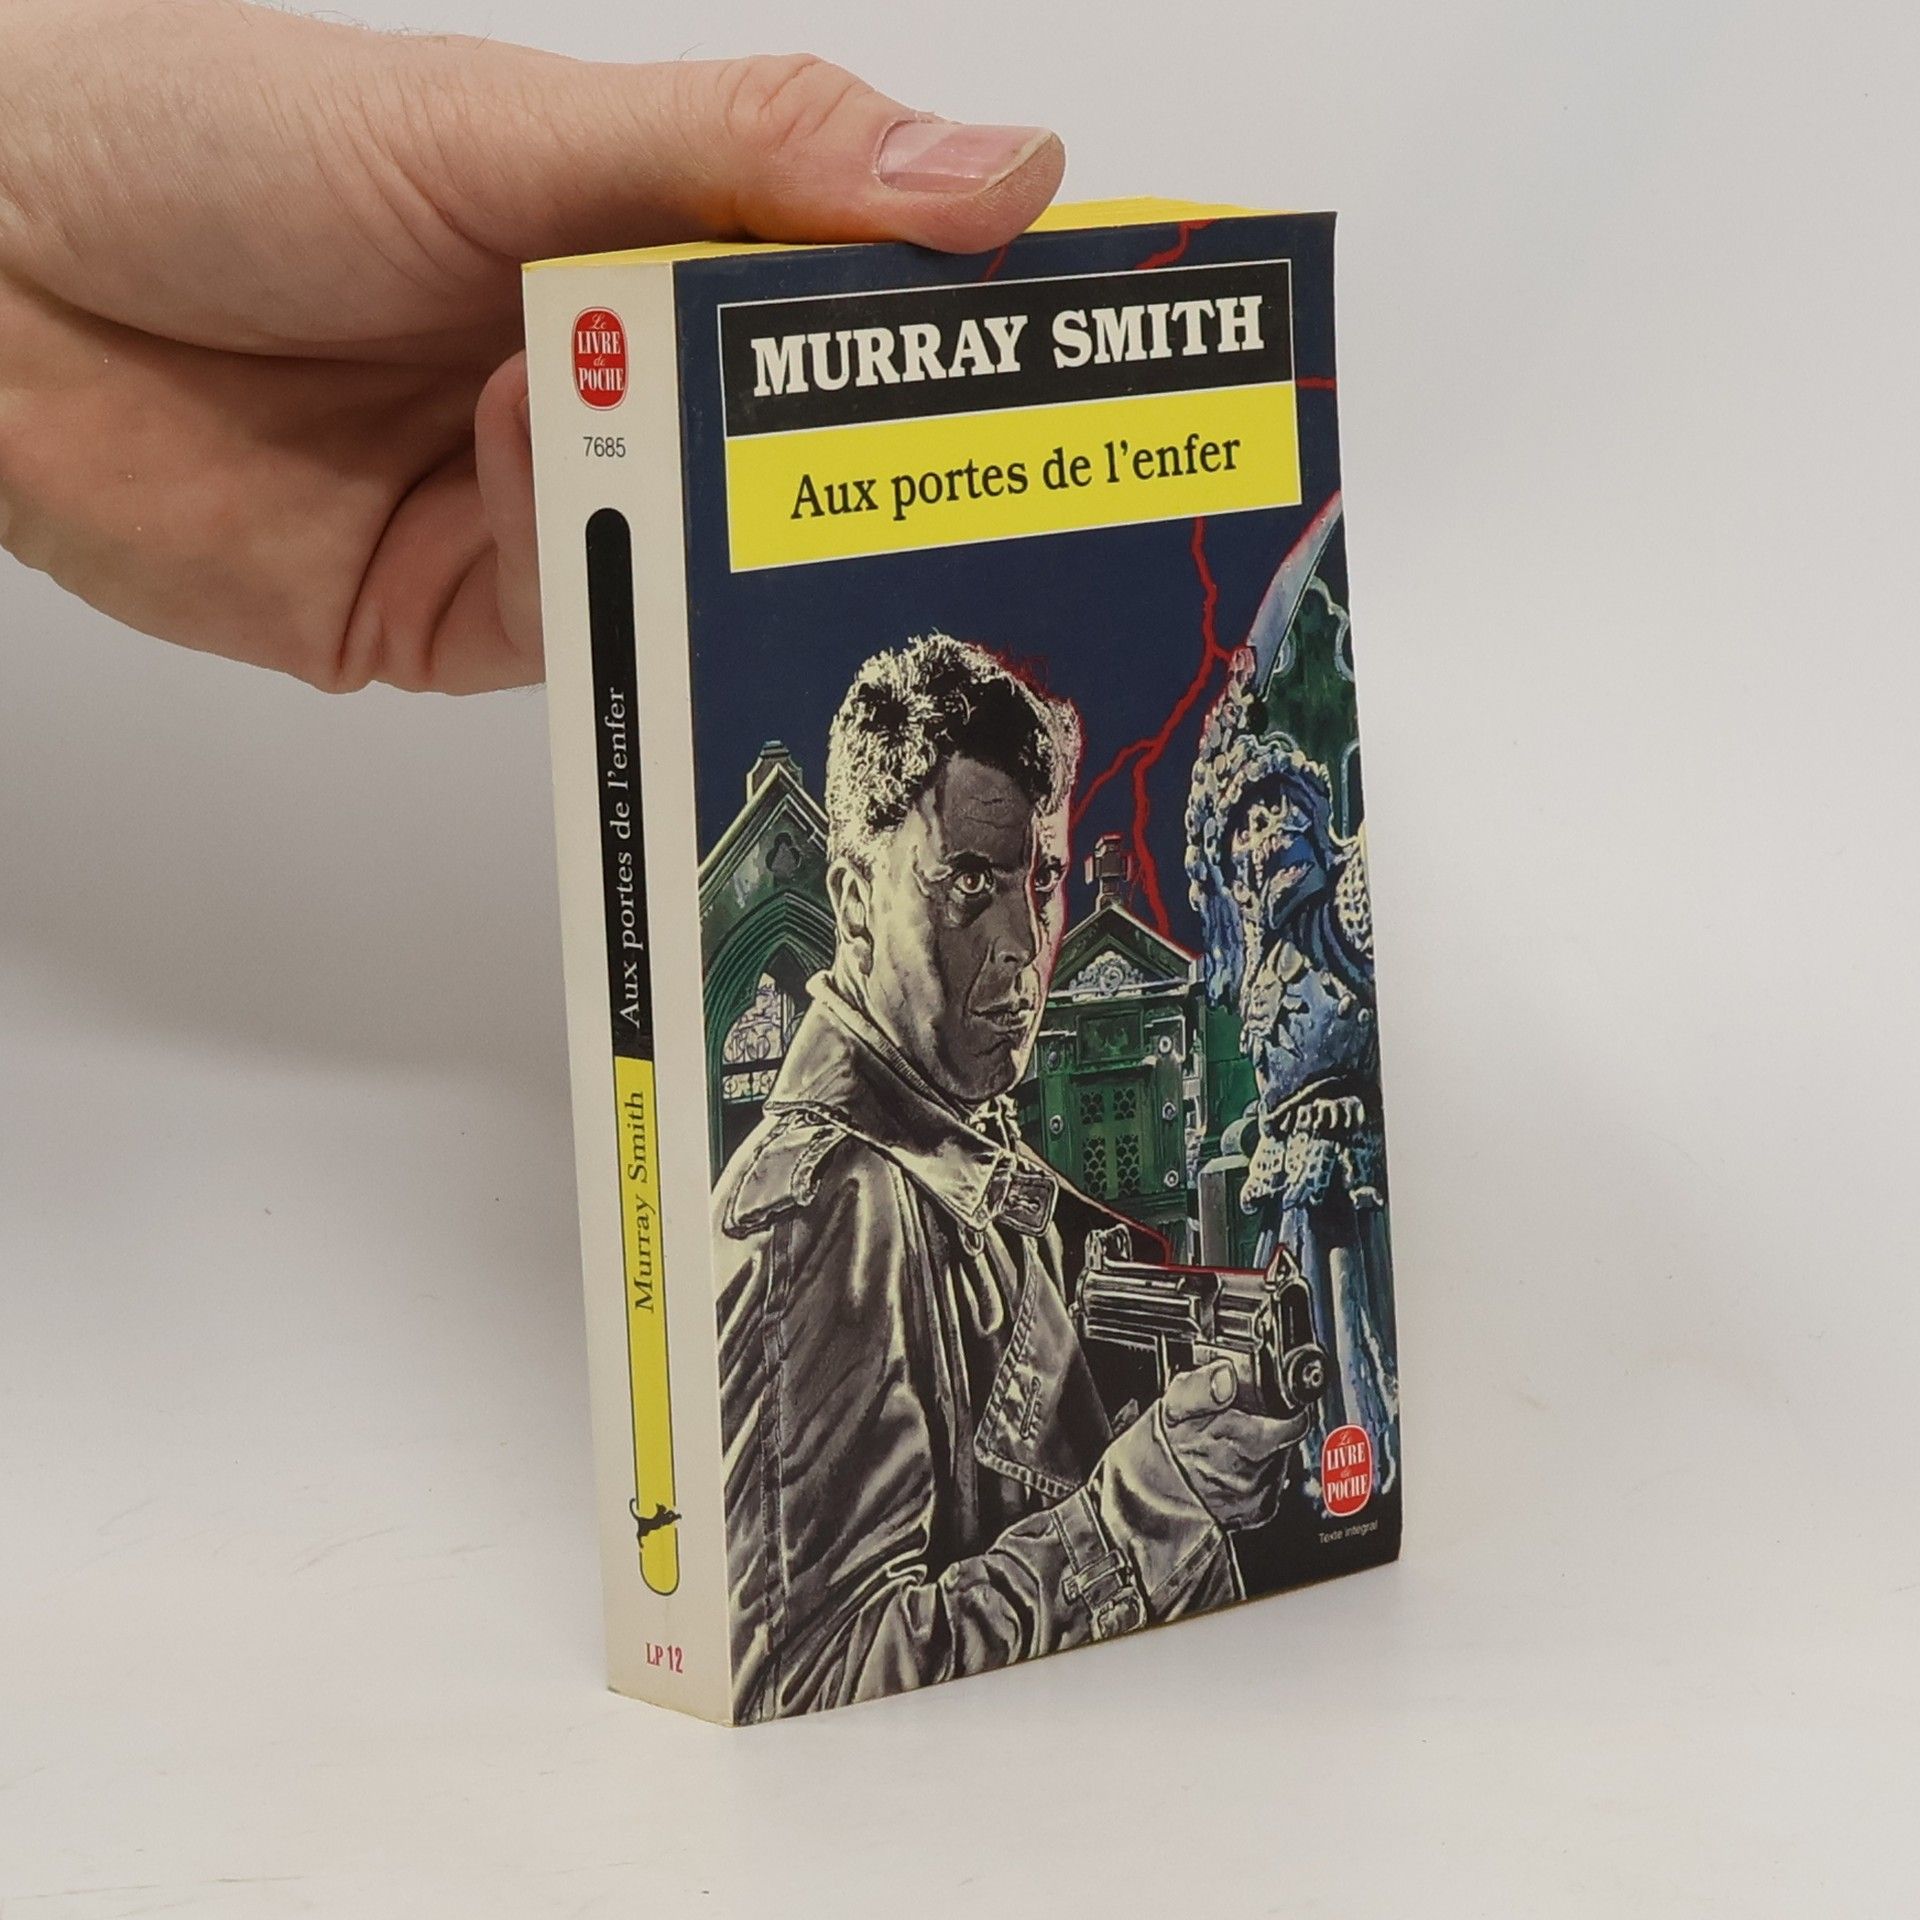 Le
LIVRE
de
POCHE
7685
Aux portes de l'enfer
Murray Smith
LP 12
MURRAY SMITH
Aux portes de l'enfer
Le
LIVRE
de
POCHE
Texte intégral